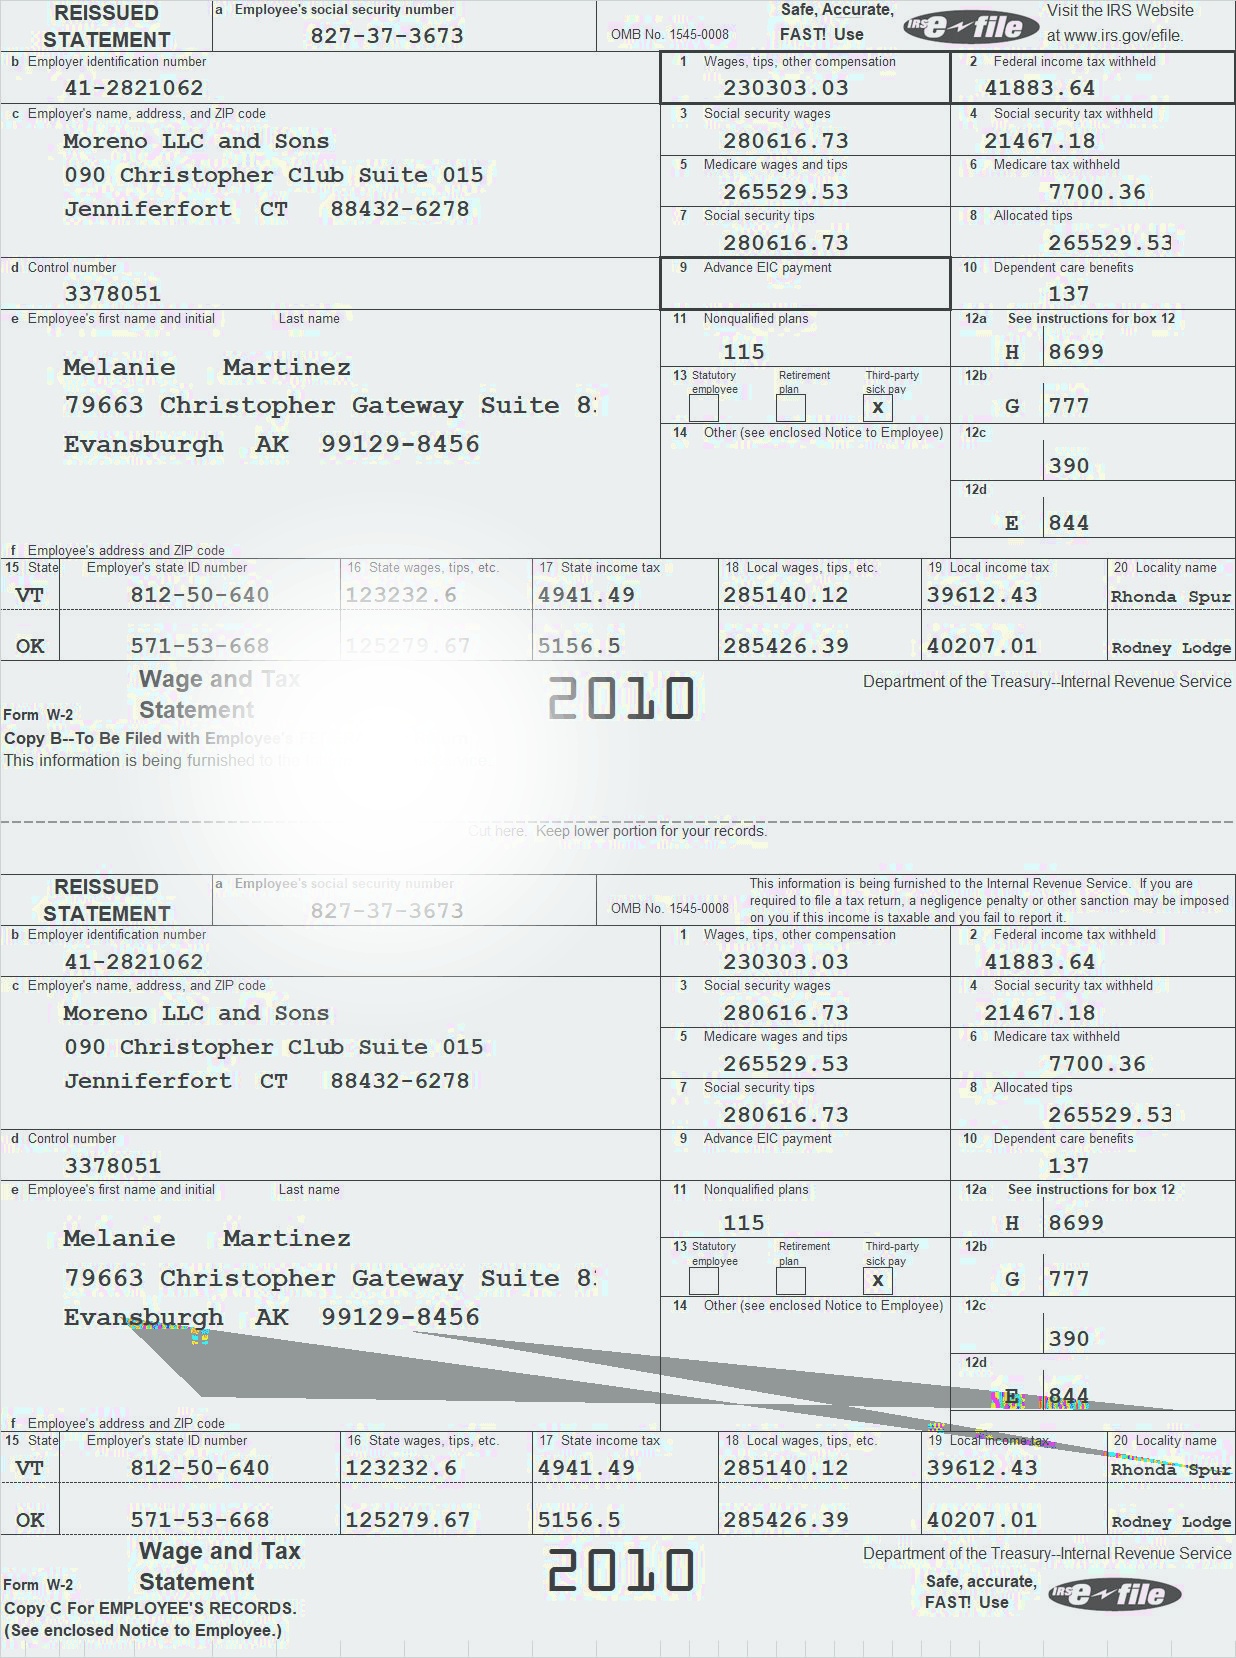 REISSUED STATEMENT
a Employee's social security number
827-37-3673
OMB No. 1545-0008
Safe, Accurate, FAST! Use
IRS e-file
Visit the IRS Website at www.irs.gov/efile.
b Employer identification number
41-2821062
1 Wages, tips, other compensation
230303.03
2 Federal income tax withheld
41883.64
c Employer's name, address, and ZIP code
Moreno LLC and Sons
090 Christopher Club Suite 015
Jenniferfort CT 88432-6278
3 Social security wages
280616.73
4 Social security tax withheld
21467.18
5 Medicare wages and tips
265529.53
6 Medicare tax withheld
7700.36
7 Social security tips
280616.73
8 Allocated tips
265529.53
d Control number
3378051
9 Advance EIC payment
10 Dependent care benefits
137
e Employee's first name and initial Last name
Melanie Martinez
79663 Christopher Gateway Suite
Evansburgh AK 99129-8456
11 Nonqualified plans
115
12a See instructions for box 12
H 8699
13 Statutory employee Retirement plan Third-party sick pay
X
12b
G 777
14 Other (see enclosed Notice to Employee)
12c
390
12d
E 844
f Employee's address and ZIP code
15 State Employer's state ID number 16 State wages, tips, etc. 17 State income tax 18 Local wages, tips, etc. 19 Local income tax 20 Locality name
VT 812-50-640 123232.6 4941.49 285140.12 39612.43 Rhonda Spur
OK 571-53-668 125279.67 5156.5 285426.39 40207.01 Rodney Lodge
Form W-2 Wage and Tax Statement
2010
Department of the Treasury--Internal Revenue Service
Copy B--To Be Filed with Employee's
This information is being furnished to the
Cut here. Keep lower portion for your records.
REISSUED STATEMENT
a Employee's social security number
827-37-3673
OMB No. 1545-0008
This information is being furnished to the Internal Revenue Service. If you are
required to file a tax return, a negligence penalty or other sanction may be imposed
on you if this income is taxable and you fail to report it.
b Employer identification number
41-2821062
1 Wages, tips, other compensation
230303.03
2 Federal income tax withheld
41883.64
c Employer's name, address, and ZIP code
Moreno LLC and Sons
090 Christopher Club Suite 015
Jenniferfort CT 88432-6278
3 Social security wages
280616.73
4 Social security tax withheld
21467.18
5 Medicare wages and tips
265529.53
6 Medicare tax withheld
7700.36
7 Social security tips
280616.73
8 Allocated tips
265529.53
d Control number
3378051
9 Advance EIC payment
10 Dependent care benefits
137
e Employee's first name and initial Last name
Melanie Martinez
79663 Christopher Gateway Suite
Evansburgh AK 99129-8456
11 Nonqualified plans
115
12a See instructions for box 12
H 8699
13 Statutory employee Retirement plan Third-party sick pay
X
12b
G 777
14 Other (see enclosed Notice to Employee)
12c
390
12d
E 844
f Employee's address and ZIP code
15 State Employer's state ID number 16 State wages, tips, etc. 17 State income tax 18 Local wages, tips, etc. 19 Local income tax 20 Locality name
VT 812-50-640 123232.6 4941.49 285140.12 39612.43 Rhonda Spur
OK 571-53-668 125279.67 5156.5 285426.39 40207.01 Rodney Lodge
Form W-2 Wage and Tax Statement
2010
Department of the Treasury--Internal Revenue Service
Safe, accurate, FAST! Use
IRS e-file
Copy C For EMPLOYEE'S RECORDS.
(See enclosed Notice to Employee.)